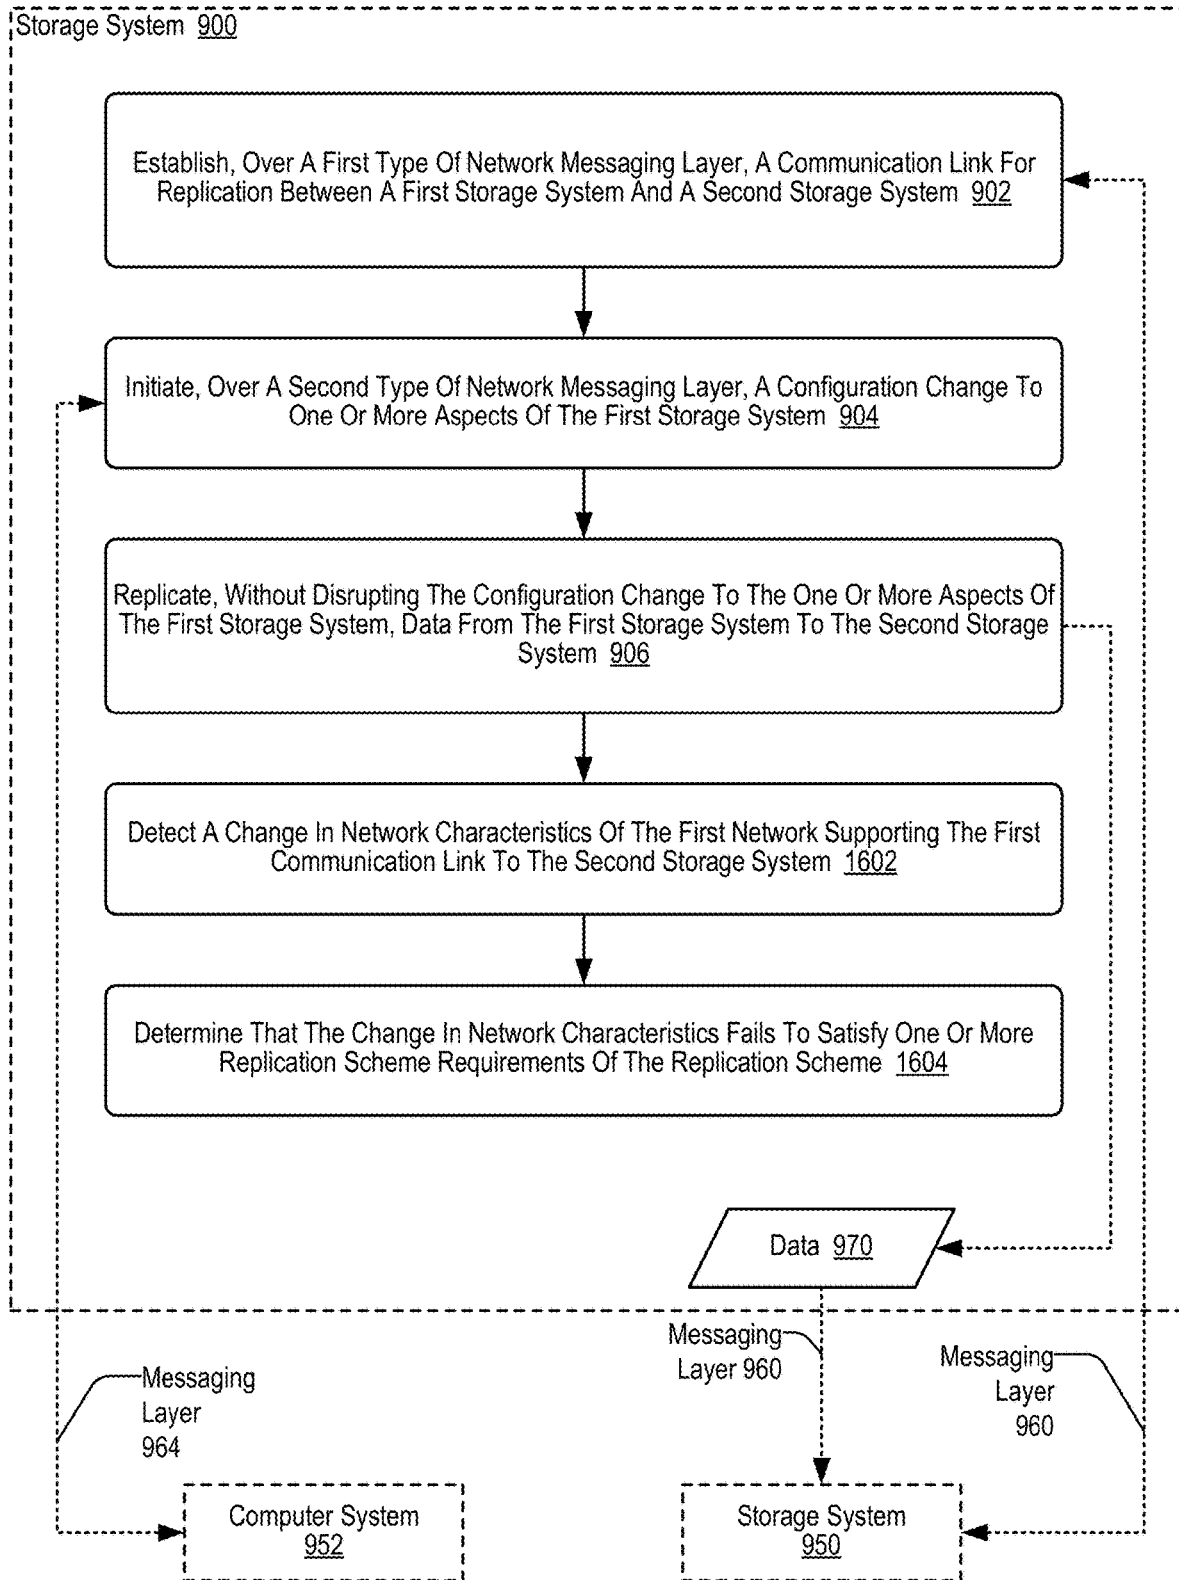 Storage System 900
Establish, Over A First Type Of Network Messaging Layer, A Communication Link For
Replication Between A First Storage System And A Second Storage System 902
Initiate, Over A Second Type Of Network Messaging Layer, A Configuration Change To
One Or More Aspects Of The First Storage System 904
Replicate, Without Disrupting The Configuration Change To The One Or More Aspects Of
The First Storage System, Data From The First Storage System To The Second Storage
System 906
Detect A Change In Network Characteristics Of The First Network Supporting The First
Communication Link To The Second Storage System 1602
Determine That The Change In Network Characteristics Fails To Satisfy One Or More
Replication Scheme Requirements Of The Replication Scheme 1604
Data 970
Messaging
Layer 960
Messaging
Layer
960
Messaging
Layer
964
Computer System
952
Storage System
950